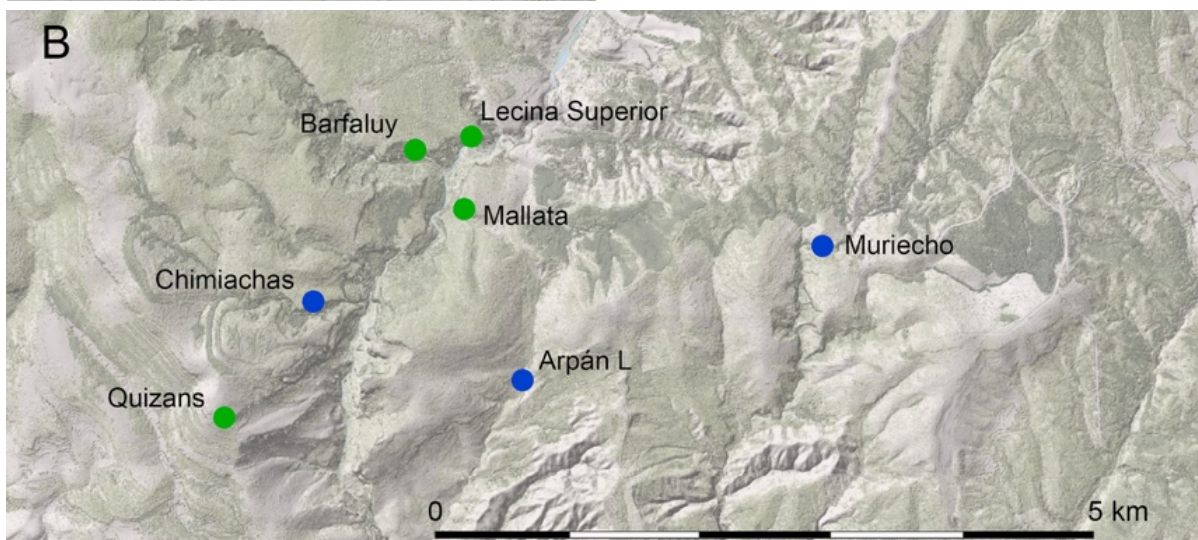 B
Lecina Superior
Barfaluy
Mallata
Muriecho
Chimiachas
Arpán L
Quizans
0
5 km